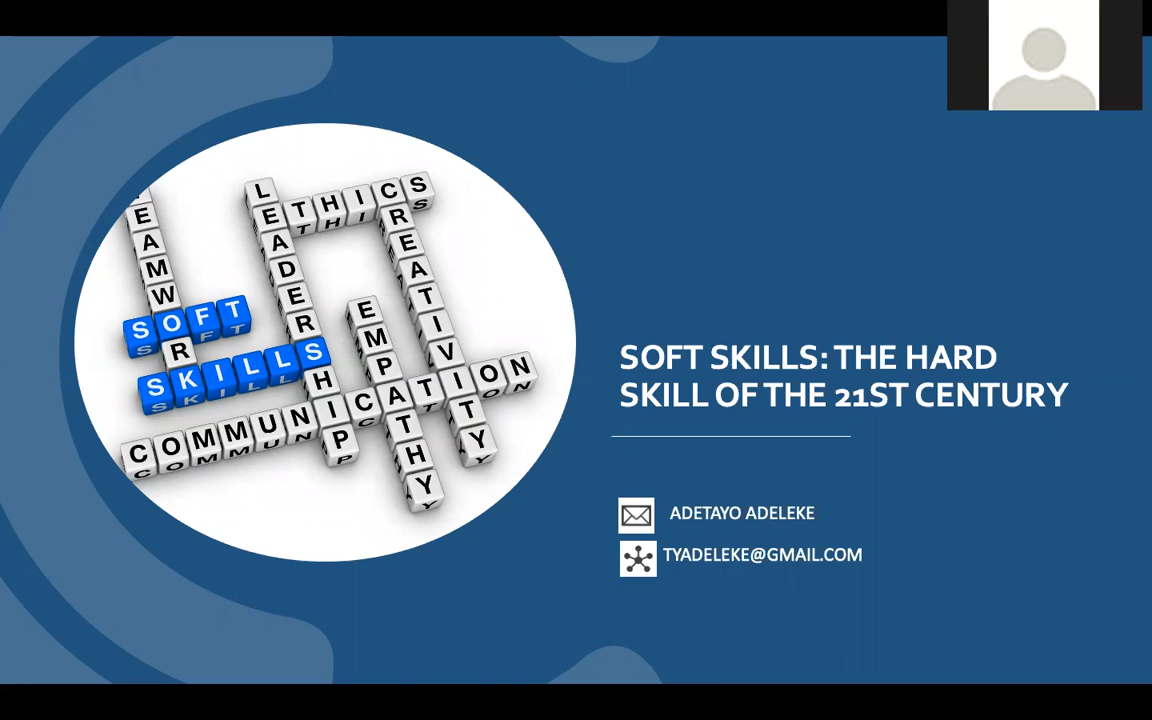 LEADERSHIP
ETHICS
CREATIVITY
EAMWORK
SOFT
SKILLS
EMPATHY
COMMUNICATION
SOFT SKILLS: THE HARD
SKILL OF THE 21ST CENTURY
ADETAYO ADELEKE
TYADELEKE@GMAIL.COM